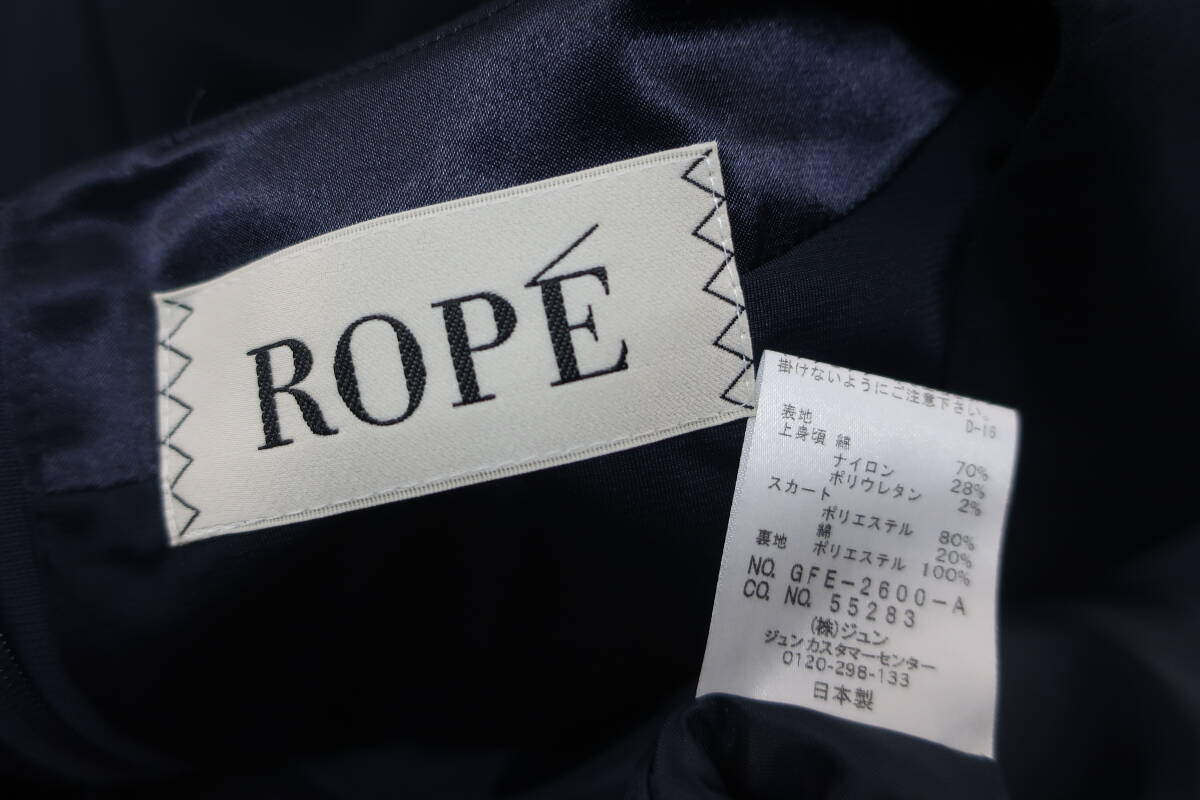 ROPÉ
掛けないようにご注意下さい。
D-16
表地
上身頃 綿 70%
ナイロン 28%
ポリウレタン 2%
スカート
ポリエステル 80%
綿 20%
裏地 ポリエステル 100%
NO. GFE-2600-A
CO. NO. 55283
(株)ジュン
ジュンカスタマーセンター
0120-298-133
日本製